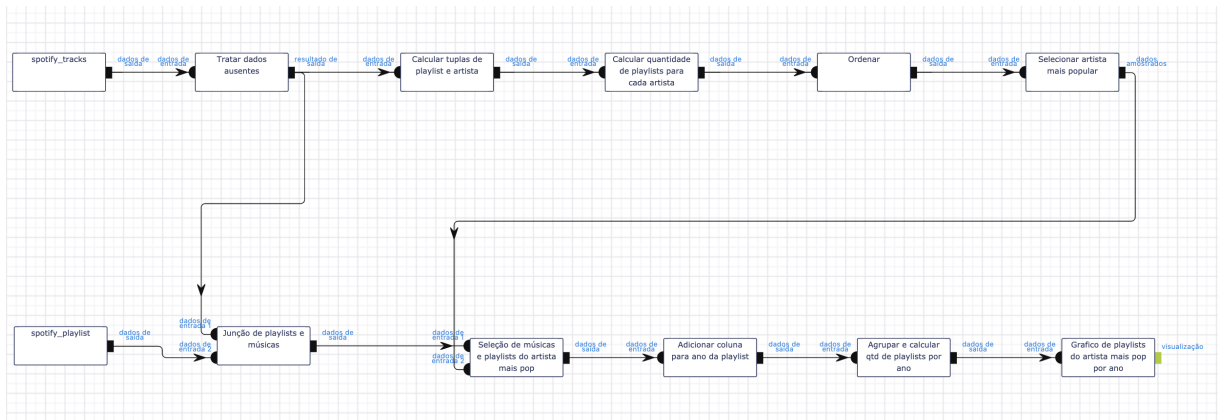 spotify_tracks
dados de
saída
dados de
entrada
Tratar dados
ausentes
resultado de
saída
dados de
entrada
Calcular tuplas de
playlist e artista
dados de
saída
dados de
entrada
Calcular quantidade
de playlists para
cada artista
dados de
saída
dados de
entrada
Ordenar
dados de
saída
dados de
entrada
Selecionar artista
mais popular
dados
amostrados
spotify_playlist
dados de
saída
dados de
entrada 1
dados de
entrada 2
Junção de playlists e
músicas
dados de
saída
dados de
entrada 1
dados de
entrada 2
Seleção de músicas
e playlists do artista
mais pop
dados de
saída
dados de
entrada
Adicionar coluna
para ano da playlist
dados de
saída
dados de
entrada
Agrupar e calcular
qtd de playlists por
ano
dados de
saída
dados de
entrada
Grafico de playlists
do artista mais pop
por ano
visualização